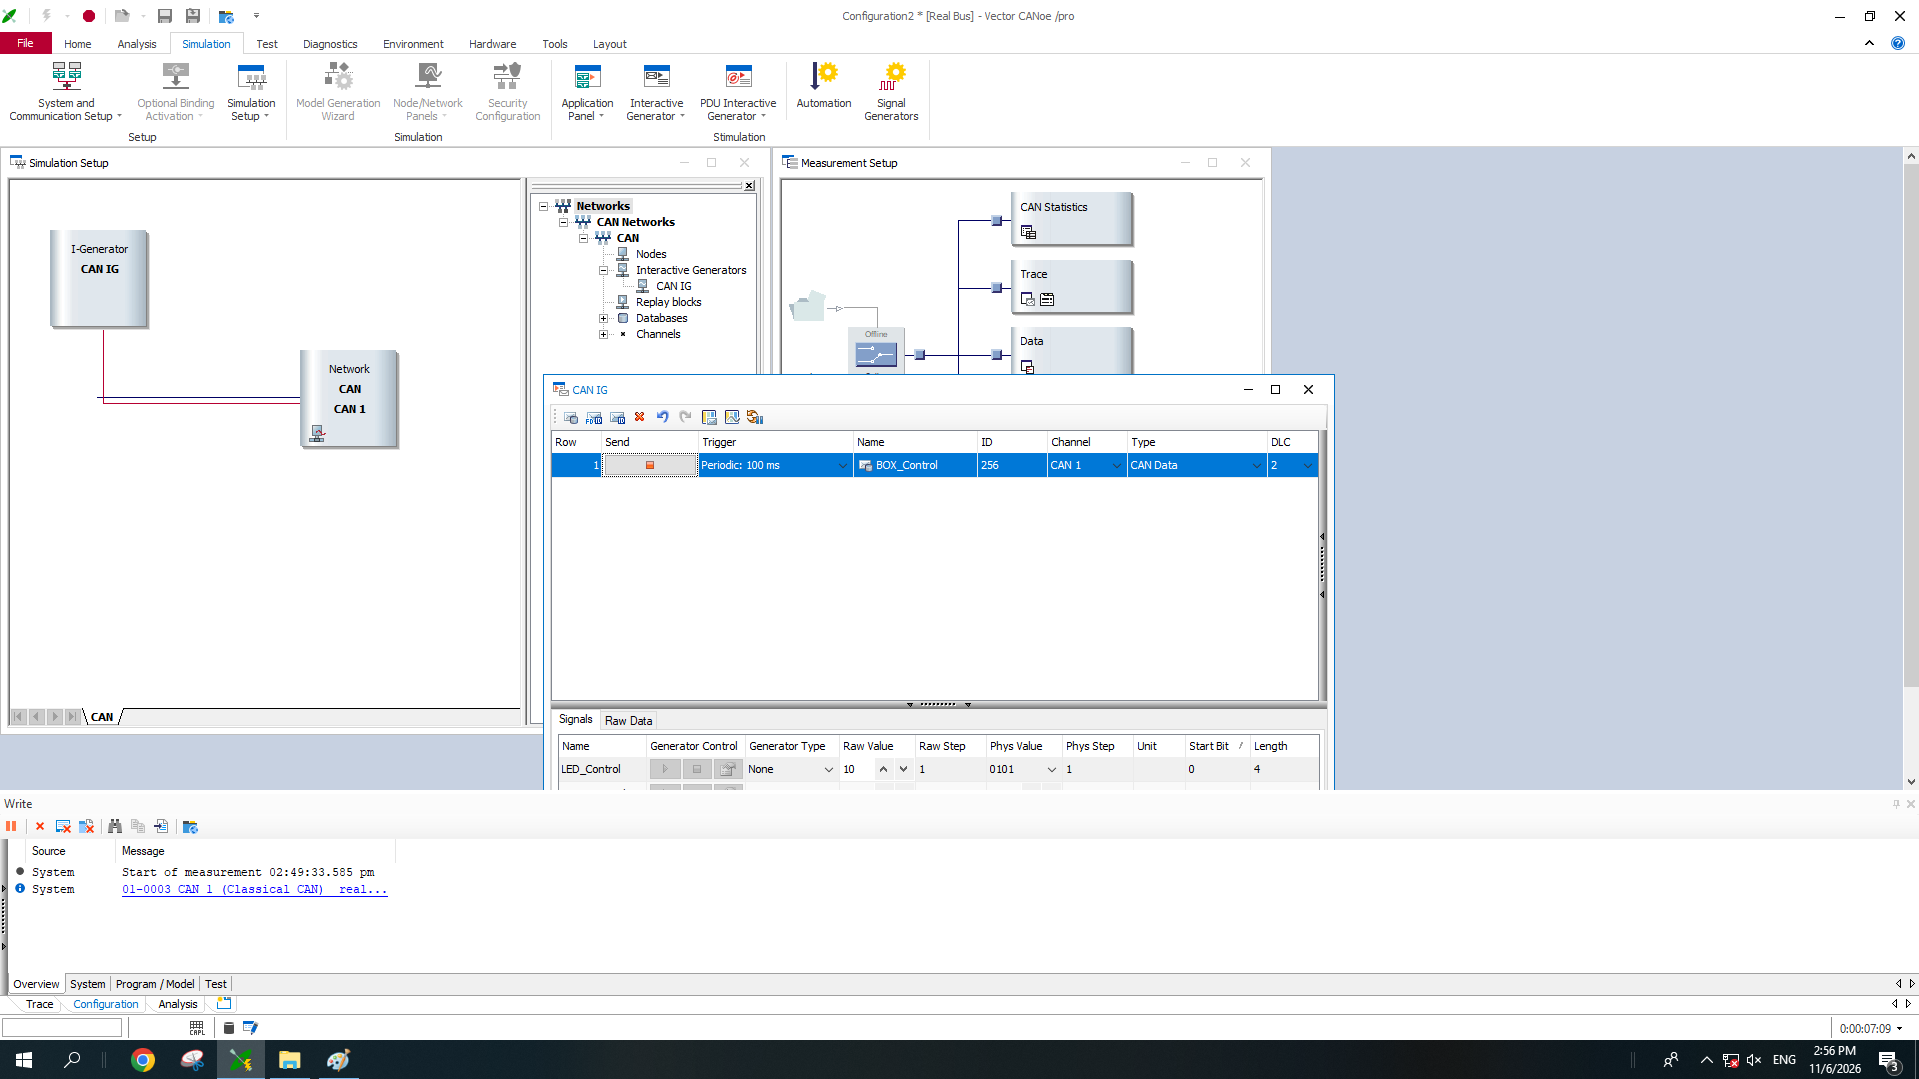 Configuration2 * [Real Bus] - Vector CANoe /pro
File Home Analysis Simulation Test Diagnostics Environment Hardware Tools Layout
System and Communication Setup
Optional Binding Activation
Simulation Setup
Model Generation Wizard
Node/Network Panels
Security Configuration
Application Panel
Interactive Generator
PDU Interactive Generator
Automation
Signal Generators
Setup Simulation Stimulation
Simulation Setup
I-Generator
CAN IG
Network
CAN
CAN 1
CAN
Networks
CAN Networks
CAN
Nodes
Interactive Generators
CAN IG
Replay blocks
Databases
Channels
Measurement Setup
CAN Statistics
Trace
Data
Offline
CAN IG
Row Send Trigger Name ID Channel Type DLC
1 Periodic: 100 ms BOX_Control 256 CAN 1 CAN Data 2
Signals Raw Data
Name Generator Control Generator Type Raw Value Raw Step Phys Value Phys Step Unit Start Bit / Length
LED_Control None 10 1 0101 1 0 4
Write
Source Message
System Start of measurement 02:49:33.585 pm
System 01-0003 CAN 1 (Classical CAN) real...
Overview System Program / Model Test
Trace Configuration Analysis
CAPL
0:00:07:09
ENG
2:56 PM
11/6/2026
3